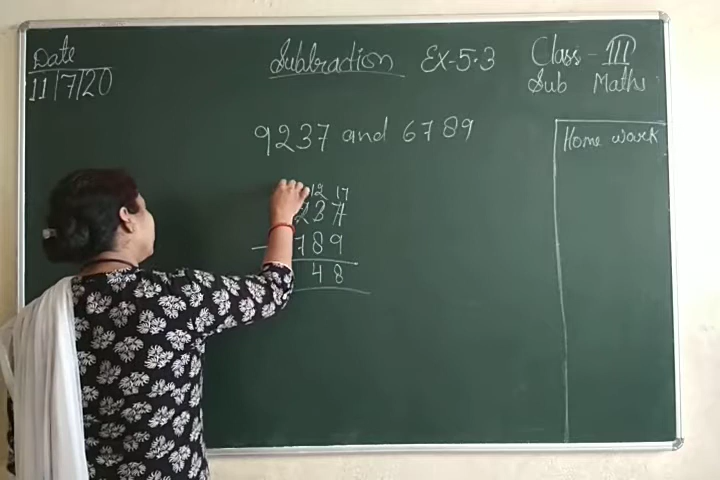 Date
11/7/20
Subtraction Ex-5.3
Class - III
Sub Maths
9237 and 6789
Home work
12 17
237
- 789
48